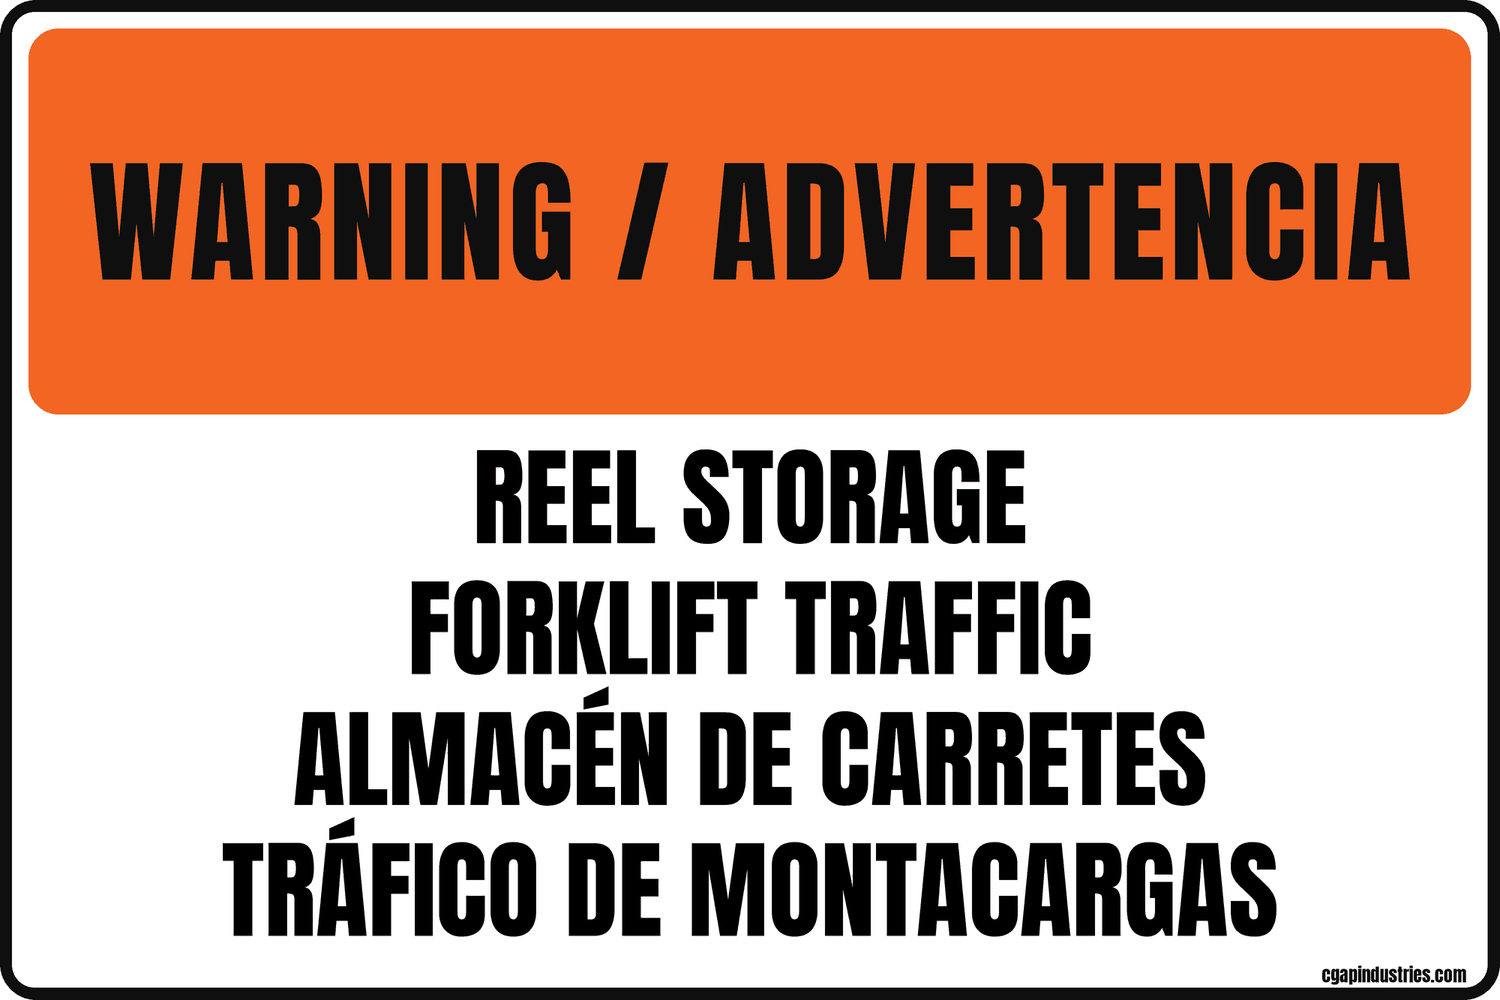 WARNING / ADVERTENCIA
REEL STORAGE
FORKLIFT TRAFFIC
ALMACÉN DE CARRETES
TRÁFICO DE MONTACARGAS
cgapindustries.com